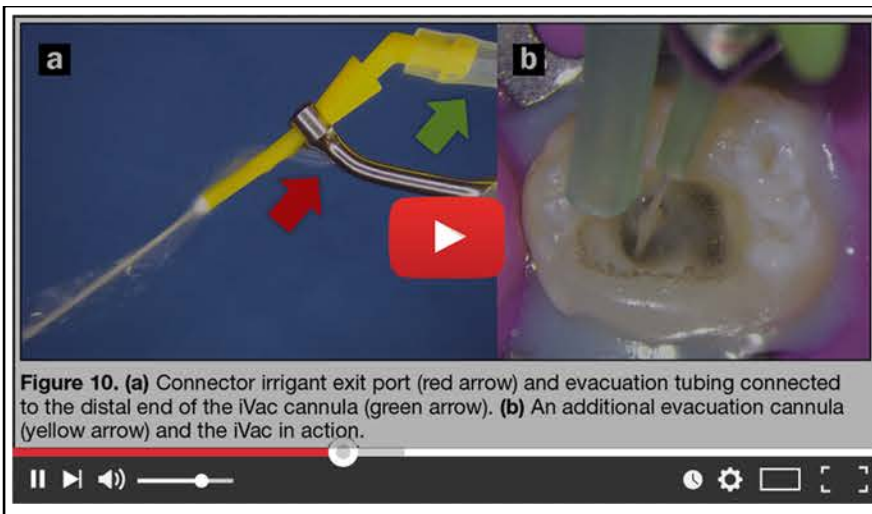 a
b
Figure 10. (a) Connector irrigant exit port (red arrow) and evacuation tubing connected
to the distal end of the iVac cannula (green arrow). (b) An additional evacuation cannula
(yellow arrow) and the iVac in action.